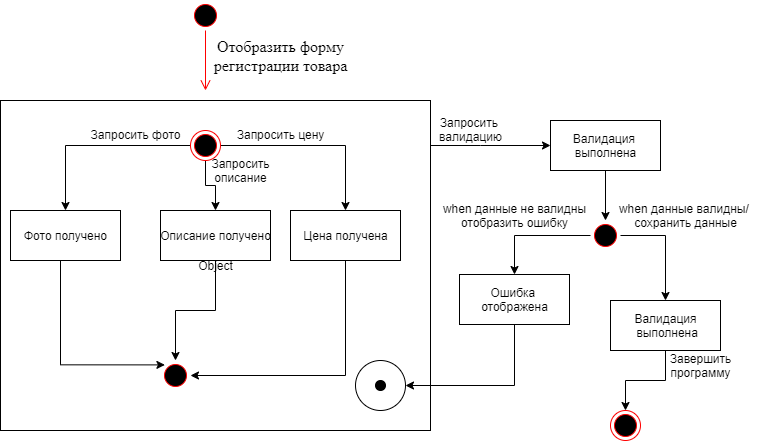 Отобразить форму
регистрации товара
Запросить фото
Запросить цену
Запросить
описание
Запросить
валидацию
Валидация
выполнена
Фото получено
Описание получено
Цена получена
Object
when данные не валидны
отобразить ошибку
when данные валидны/
сохранить данные
Ошибка
отображена
Валидация
выполнена
Завершить
программу